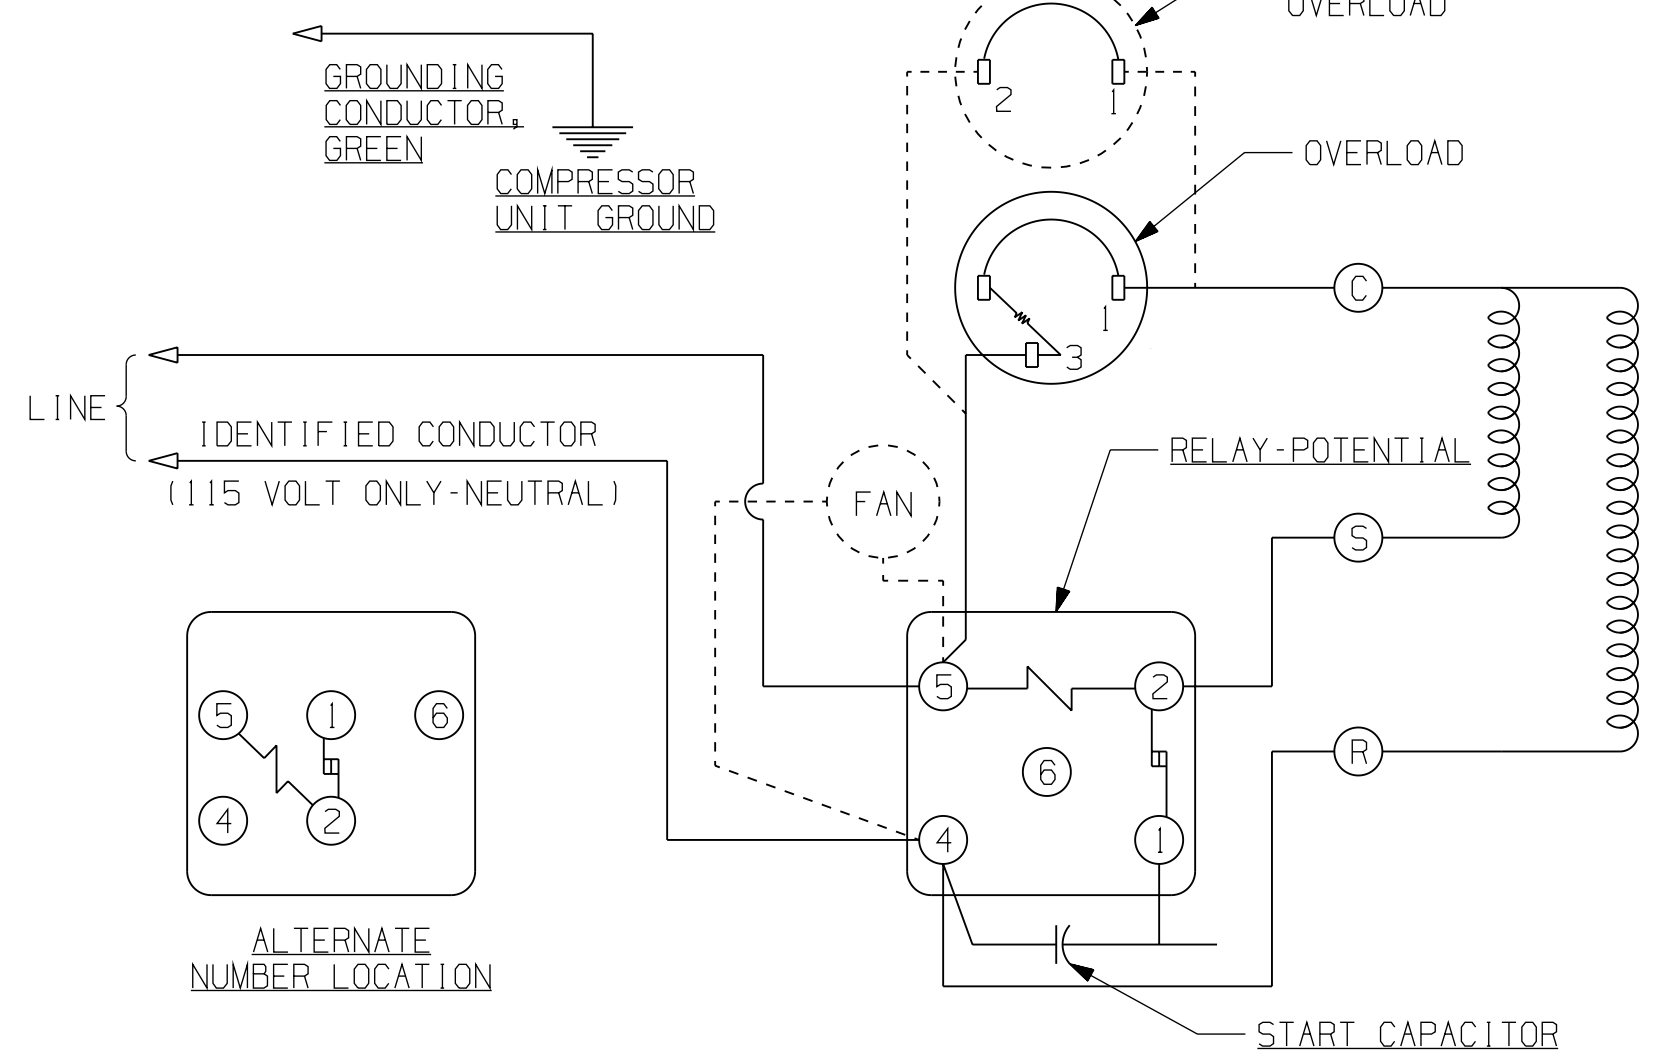 OVERLOAD
GROUNDING
CONDUCTOR,
GREEN
COMPRESSOR
UNIT GROUND
2
1
OVERLOAD
1
3
C
LINE
IDENTIFIED CONDUCTOR
(115 VOLT ONLY-NEUTRAL)
FAN
RELAY-POTENTIAL
S
R
5
2
6
4
1
5
1
6
4
2
ALTERNATE
NUMBER LOCATION
START CAPACITOR